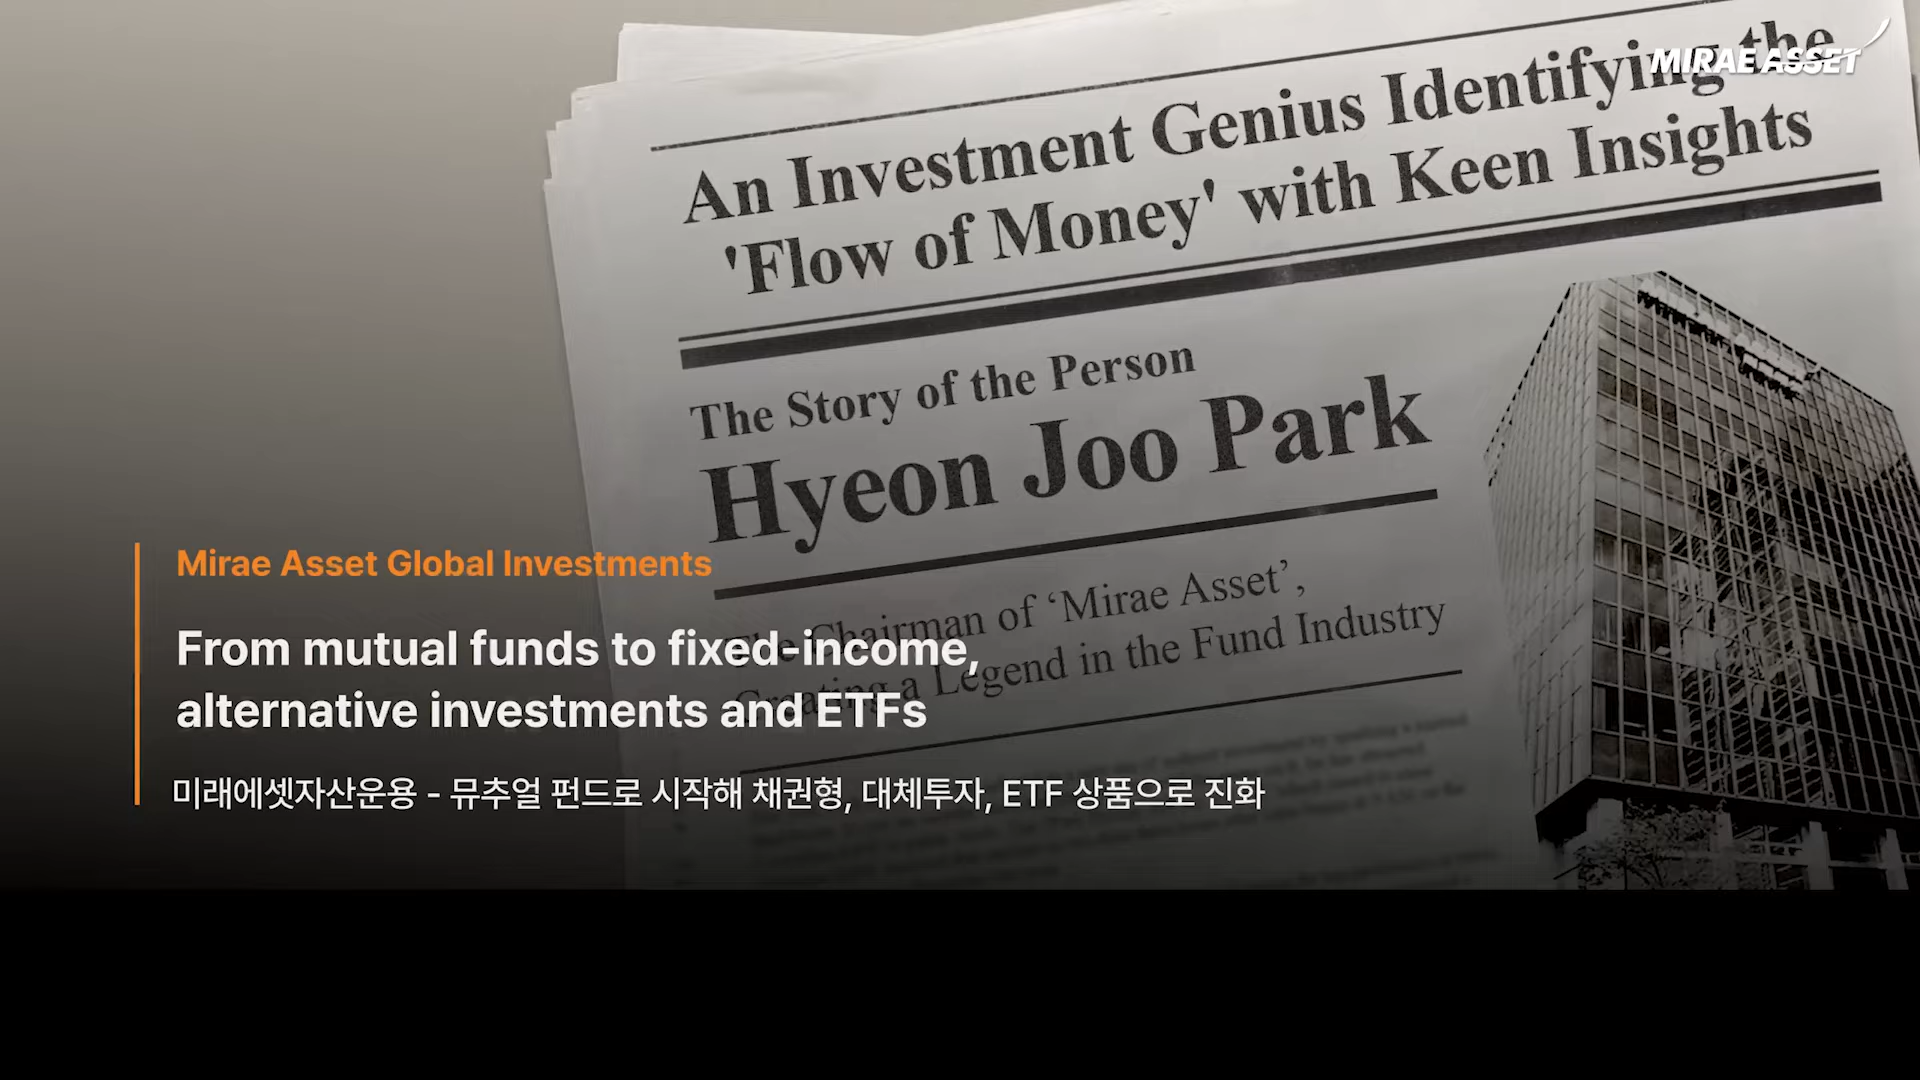 MIRAE ASSET
An Investment Genius Identifying the
'Flow of Money' with Keen Insights
The Story of the Person
Hyeon Joo Park
The Chairman of ‘Mirae Asset’,
Creating a Legend in the Fund Industry
Mirae Asset Global Investments
From mutual funds to fixed-income,
alternative investments and ETFs
미래에셋자산운용 - 뮤추얼 펀드로 시작해 채권형, 대체투자, ETF 상품으로 진화